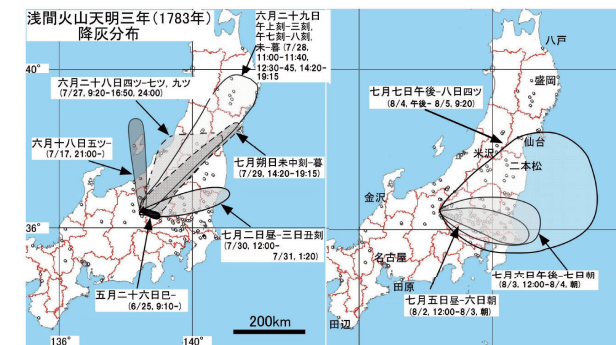 浅間火山天明三年(1783年)
降灰分布
六月二十九日
午上刻-三刻,
午七刻-八刻,
未-暮(7/28,
11:00-11:40,
12:30-45, 14:20-
19:15
40°
六月二十八日四ツ-七ツ, 九ツ
(7/27, 9:20-16:50, 24:00)
六月十八日五ツ-
(7/17, 21:00-)
七月朔日未中刻-暮
(7/29, 14:20-19:15)
36°
七月二日昼-三日丑刻
(7/30, 12:00-
7/31, 1:20)
五月二十六日巳-
(6/25, 9:10-)
200km
136°
140°
八戸
盛岡
七月七日午後-八日四ツ
(8/4, 午後- 8/5, 9:20)
仙台
米沢
二本松
金沢
名古屋
田原
田辺
七月六日午後-七日朝
(8/3, 12:00-8/4, 朝)
七月五日昼-六日朝
(8/2, 12:00-8/3, 朝)